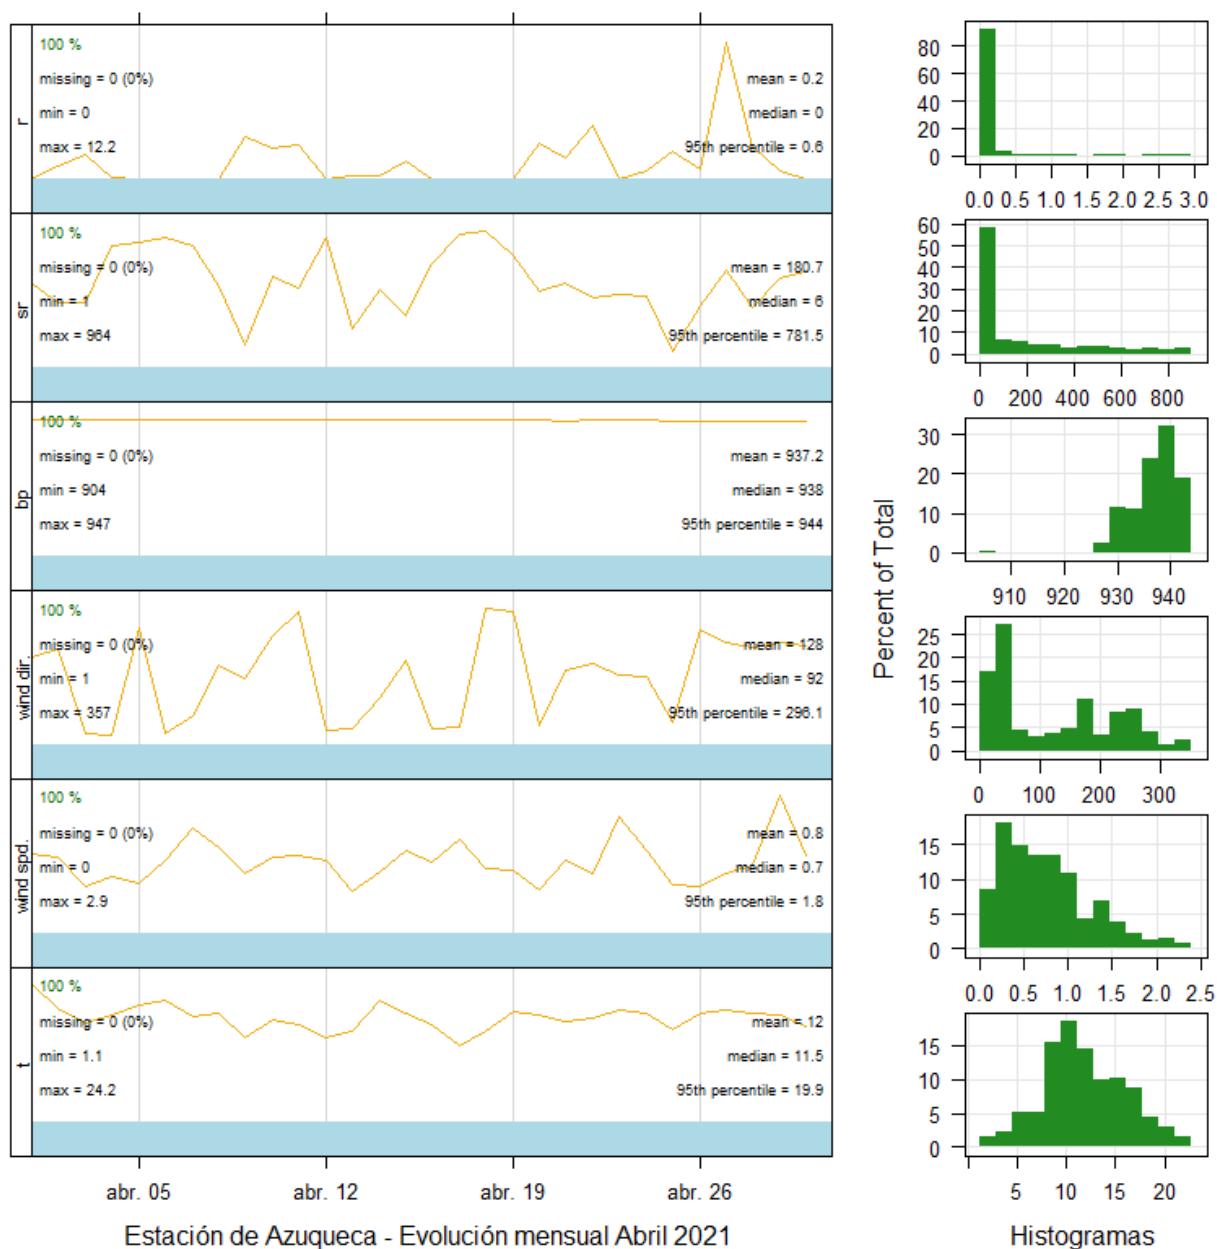 r
100 %
missing = 0 (0%)
min = 0
max = 12.2
mean = 0.2
median = 0
95th percentile = 0.6
80
60
40
20
0
0.0 0.5 1.0 1.5 2.0 2.5 3.0
sr
100 %
missing = 0 (0%)
min = 1
max = 964
mean = 180.7
median = 6
95th percentile = 781.5
60
50
40
30
20
10
0
0 200 400 600 800
bp
100 %
missing = 0 (0%)
min = 904
max = 947
mean = 937.2
median = 938
95th percentile = 944
30
20
10
0
910 920 930 940
wind dir.
100 %
missing = 0 (0%)
min = 1
max = 357
mean = 128
median = 92
95th percentile = 296.1
25
20
15
10
5
0
0 100 200 300
wind spd.
100 %
missing = 0 (0%)
min = 0
max = 2.9
mean = 0.8
median = 0.7
95th percentile = 1.8
15
10
5
0
0.0 0.5 1.0 1.5 2.0 2.5
t
100 %
missing = 0 (0%)
min = 1.1
max = 24.2
mean = 12
median = 11.5
95th percentile = 19.9
15
10
5
0
5 10 15 20
Percent of Total
abr. 05 abr. 12 abr. 19 abr. 26
Estación de Azuqueca - Evolución mensual Abril 2021
Histogramas